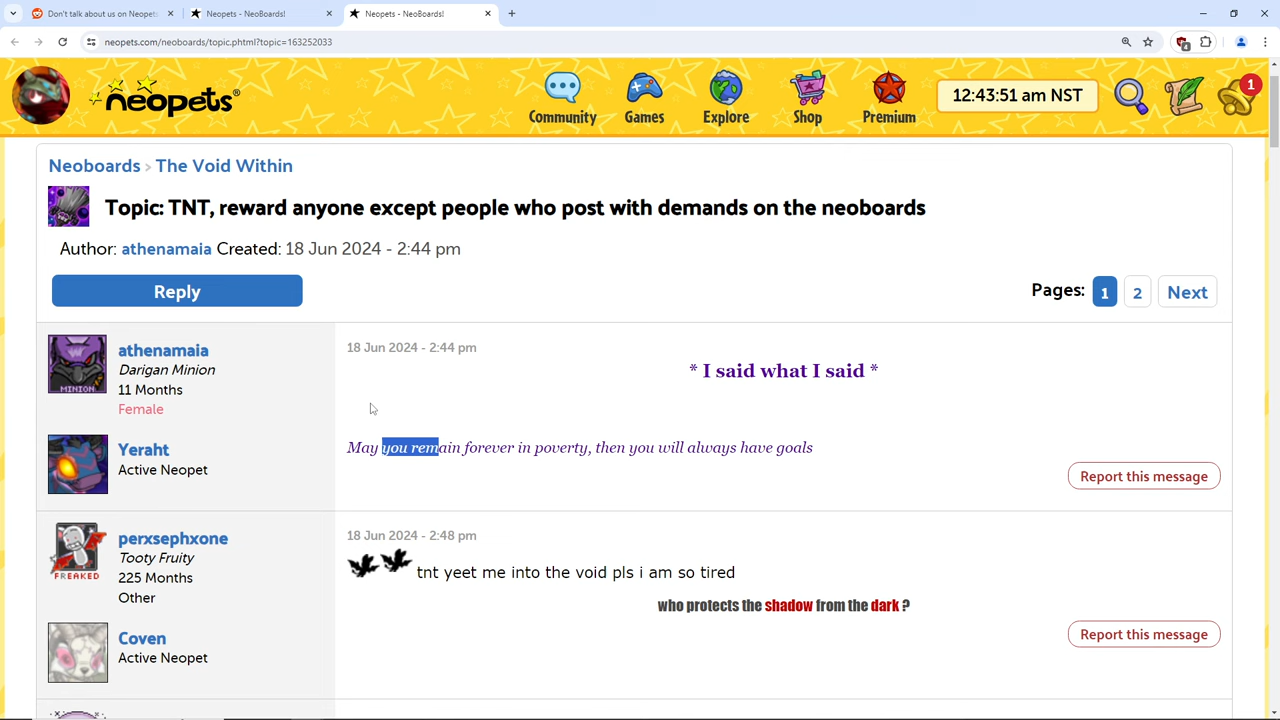 Don't talk about us on Neopets
Neopets - NeoBoards!
Neopets - NeoBoards!
neopets.com/neoboards/topic.phtml?topic=163252033
neopets®
Community
Games
Explore
Shop
Premium
12:43:51 am NST
1
Neoboards > The Void Within
Topic: TNT, reward anyone except people who post with demands on the neoboards
Author: athenamaia Created: 18 Jun 2024 - 2:44 pm
Reply
Pages: 1 2 Next
athenamaia
Darigan Minion
11 Months
Female
MINION
Yeraht
Active Neopet
18 Jun 2024 - 2:44 pm
* I said what I said *
May you remain forever in poverty, then you will always have goals
Report this message
perxsephxone
Tooty Fruity
225 Months
Other
FREAKED
Coven
Active Neopet
18 Jun 2024 - 2:48 pm
tnt yeet me into the void pls i am so tired
who protects the shadow from the dark ?
Report this message